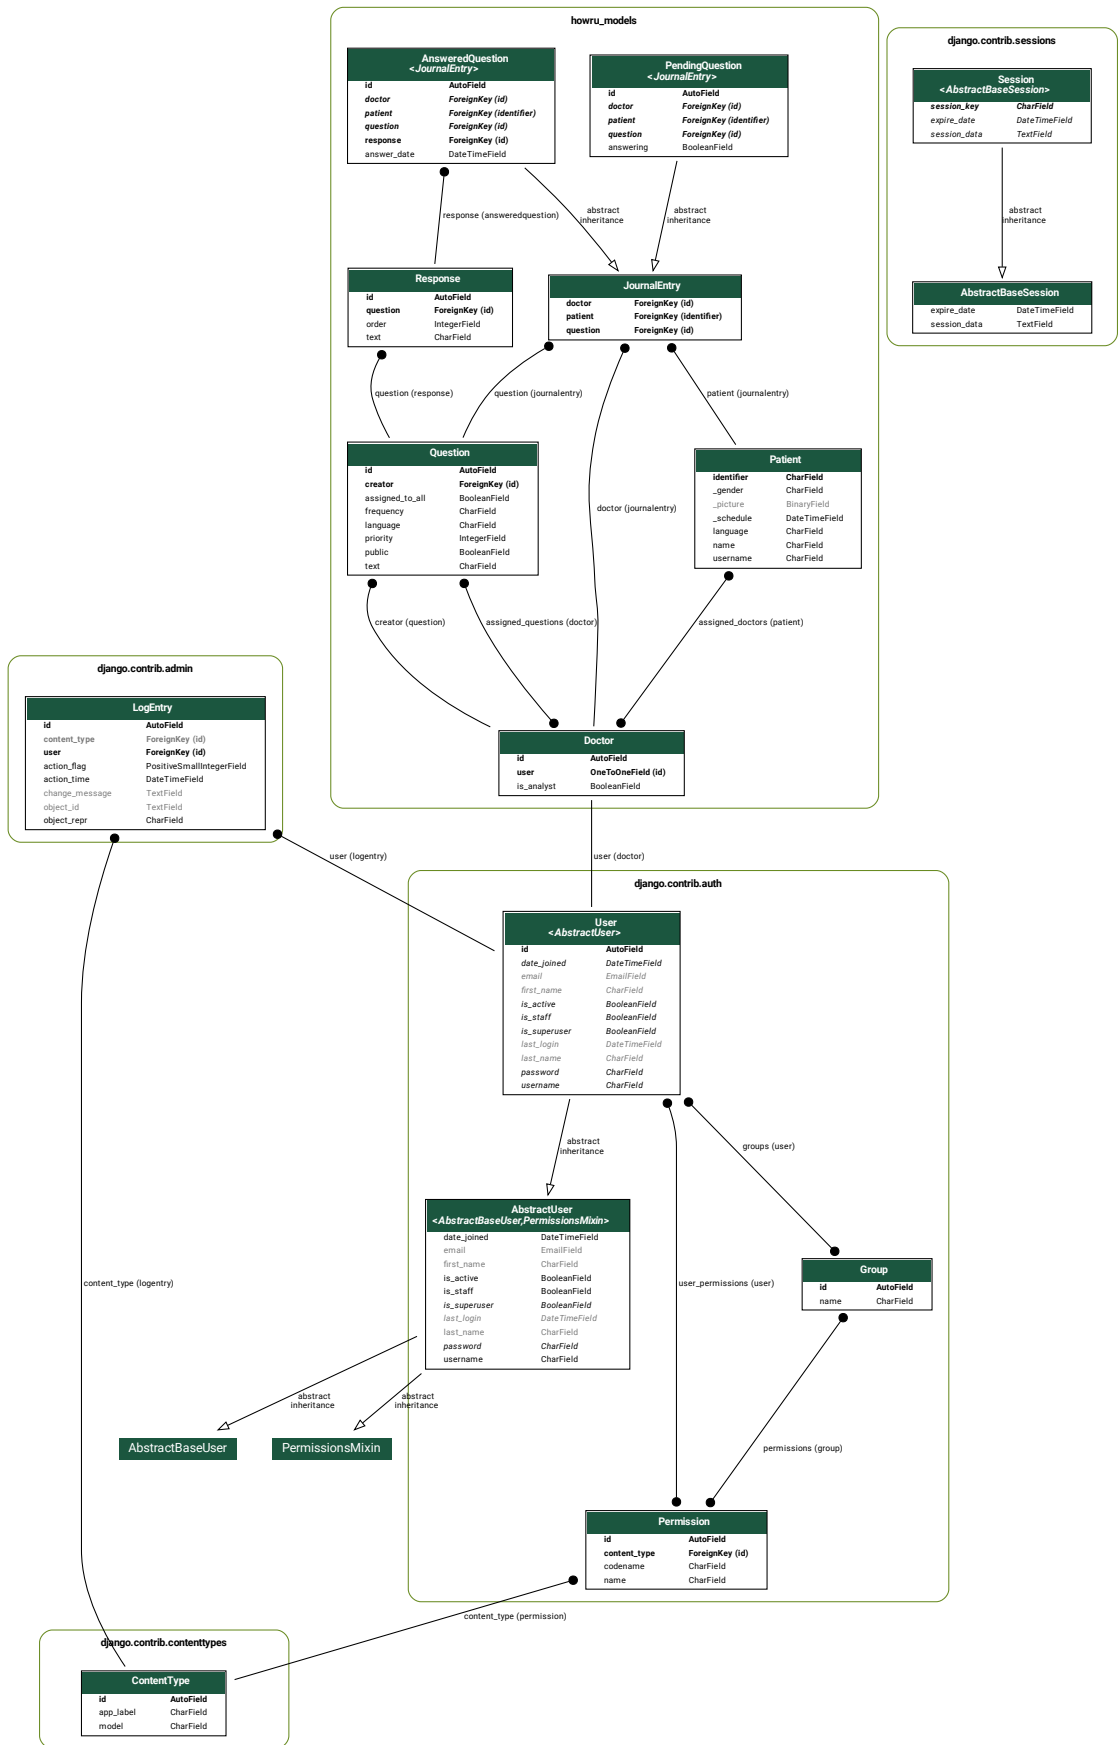 howru_models
AnsweredQuestion
<JournalEntry>
id AutoField
doctor ForeignKey (id)
patient ForeignKey (identifier)
question ForeignKey (id)
response ForeignKey (id)
answer_date DateTimeField
PendingQuestion
<JournalEntry>
id AutoField
doctor ForeignKey (id)
patient ForeignKey (identifier)
question ForeignKey (id)
answering BooleanField
django.contrib.sessions
Session
<AbstractBaseSession>
session_key CharField
expire_date DateTimeField
session_data TextField
response (answeredquestion)
abstract
inheritance
abstract
inheritance
abstract
inheritance
Response
id AutoField
question ForeignKey (id)
order IntegerField
text CharField
JournalEntry
doctor ForeignKey (id)
patient ForeignKey (identifier)
question ForeignKey (id)
AbstractBaseSession
expire_date DateTimeField
session_data TextField
question (response)
question (journalentry)
patient (journalentry)
Question
id AutoField
creator ForeignKey (id)
assigned_to_all BooleanField
frequency CharField
language CharField
priority IntegerField
public BooleanField
text CharField
doctor (journalentry)
Patient
identifier CharField
_gender CharField
_picture BinaryField
_schedule DateTimeField
language CharField
name CharField
username CharField
creator (question)
assigned_questions (doctor)
assigned_doctors (patient)
django.contrib.admin
LogEntry
id AutoField
content_type ForeignKey (id)
user ForeignKey (id)
action_flag PositiveSmallIntegerField
action_time DateTimeField
change_message TextField
object_id TextField
object_repr CharField
Doctor
id AutoField
user OneToOneField (id)
is_analyst BooleanField
user (logentry)
user (doctor)
django.contrib.auth
User
<AbstractUser>
id AutoField
date_joined DateTimeField
email EmailField
first_name CharField
is_active BooleanField
is_staff BooleanField
is_superuser BooleanField
last_login DateTimeField
last_name CharField
password CharField
username CharField
abstract
inheritance
groups (user)
AbstractUser
<AbstractBaseUser,PermissionsMixin>
date_joined DateTimeField
email EmailField
first_name CharField
is_active BooleanField
is_staff BooleanField
is_superuser BooleanField
last_login DateTimeField
last_name CharField
password CharField
username CharField
content_type (logentry)
user_permissions (user)
Group
id AutoField
name CharField
abstract
inheritance
abstract
inheritance
AbstractBaseUser
PermissionsMixin
permissions (group)
Permission
id AutoField
content_type ForeignKey (id)
codename CharField
name CharField
content_type (permission)
django.contrib.contenttypes
ContentType
id AutoField
app_label CharField
model CharField